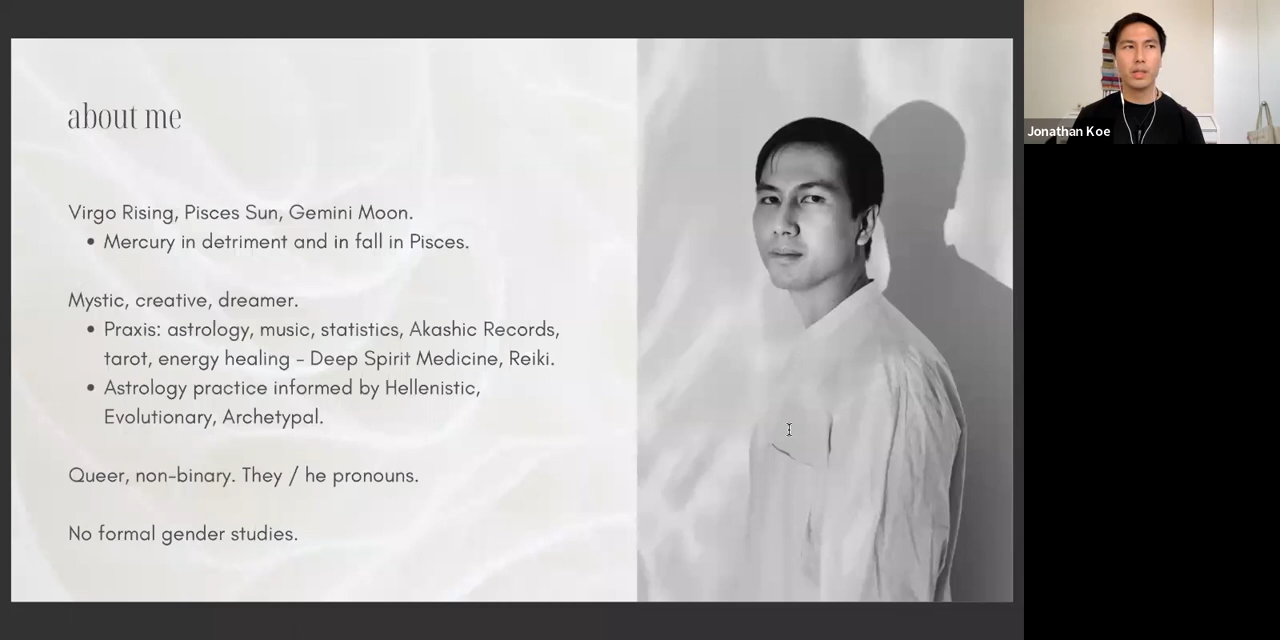 about me
Virgo Rising, Pisces Sun, Gemini Moon.
• Mercury in detriment and in fall in Pisces.
Mystic, creative, dreamer.
• Praxis: astrology, music, statistics, Akashic Records,
tarot, energy healing - Deep Spirit Medicine, Reiki.
• Astrology practice informed by Hellenistic,
Evolutionary, Archetypal.
Queer, non-binary. They / he pronouns.
No formal gender studies.
Jonathan Koe